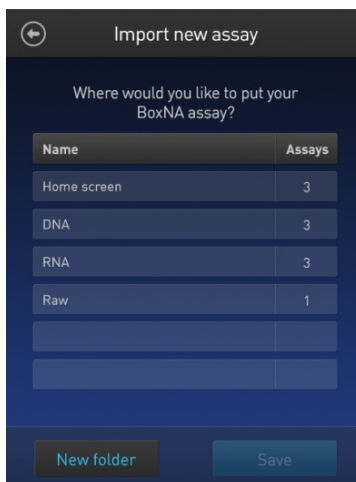 Import new assay
Where would you like to put your
BoxNA assay?
Name Assays
Home screen 3
DNA 3
RNA 3
Raw 1
New folder Save